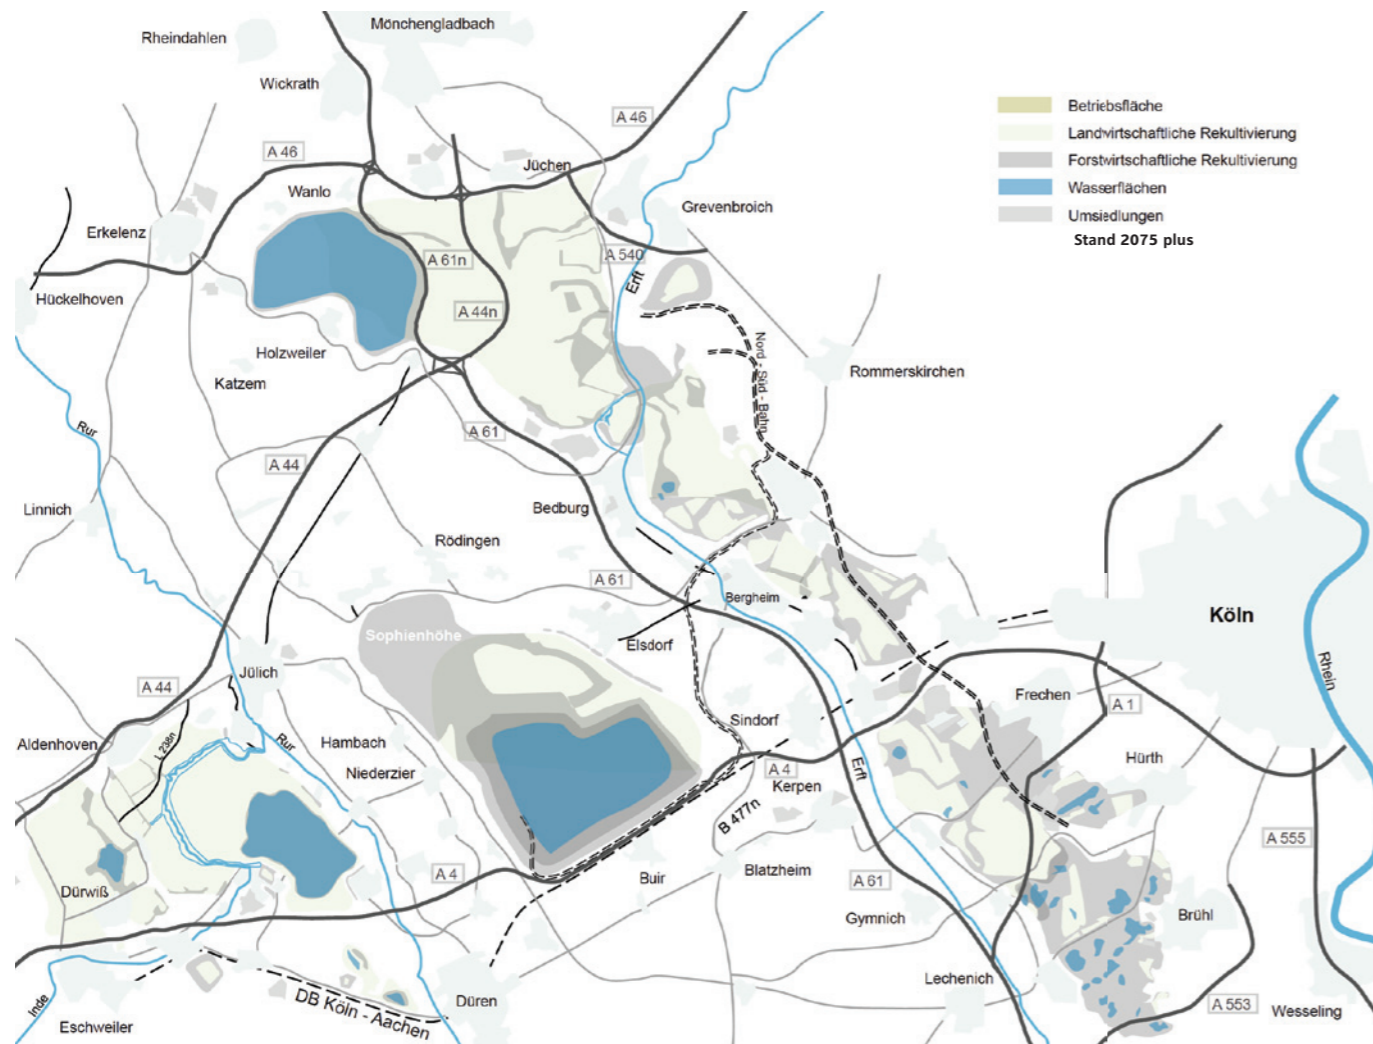 Mönchengladbach
Rheindahlen
Wickrath
A 46
A 46
Jüchen
Wanlo
Grevenbroich
Erkelenz
A 61n
A 540
Erft
Hückelhoven
A 44n
Holzweiler
Katzem
Nord - Süd - Bahn
Rommerskirchen
Rur
A 61
A 44
Linnich
Bedburg
Rödingen
A 61
Bergheim
Köln
Sophienhöhe
Elsdorf
Rhein
Jülich
A 44
Frechen
A 1
Sindorf
Aldenhoven
L 238n
Rur
Hambach
Niederzier
Erft
A 4
Kerpen
Hürth
B 477n
A 555
A 4
Buir
Blatzheim
A 61
Dürwiß
Gymnich
Brühl
Lechenich
Inde
DB Köln - Aachen
Düren
Eschweiler
A 553
Wesseling
Betriebsfläche
Landwirtschaftliche Rekultivierung
Forstwirtschaftliche Rekultivierung
Wasserflächen
Umsiedlungen
Stand 2075 plus